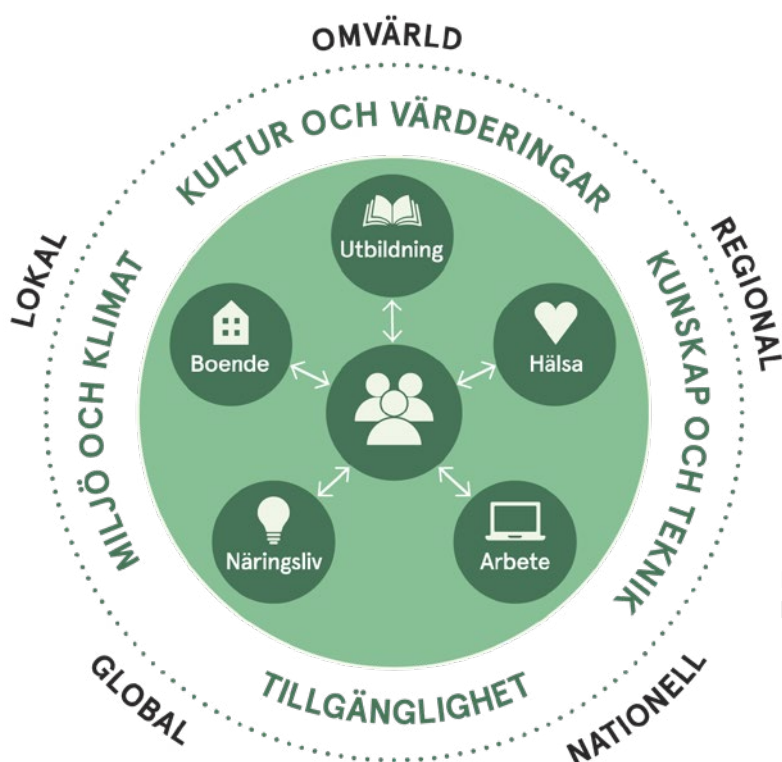 OMVÄRLD
KULTUR OCH VÄRDERINGAR
LOKAL
REGIONAL
MILJÖ OCH KLIMAT
KUNSKAP OCH TEKNIK
Utbildning
Boende
Hälsa
Näringsliv
Arbete
TILLGÄNGLIGHET
GLOBAL
NATIONELL